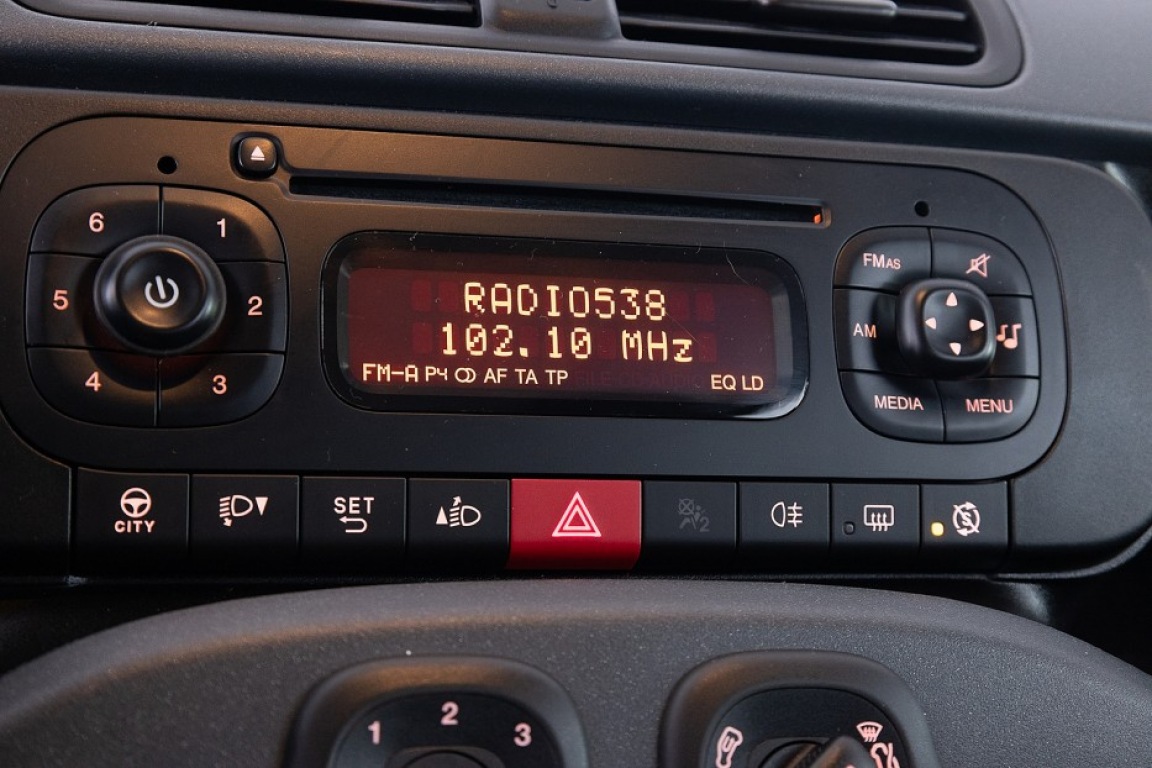 6 1
5 2
4 3
RADIO538
102.10 MHz
FM-A P4 AF TA TP
EQ LD
FMAS
AM
MEDIA MENU
CITY
SET
2
1 2 3